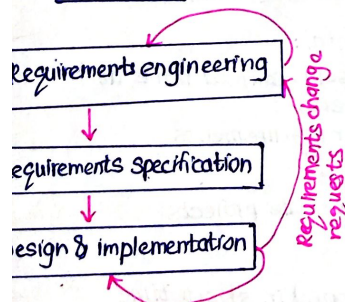 Requirements engineering
equirements specification
esign & implementation
Requirements change
requests